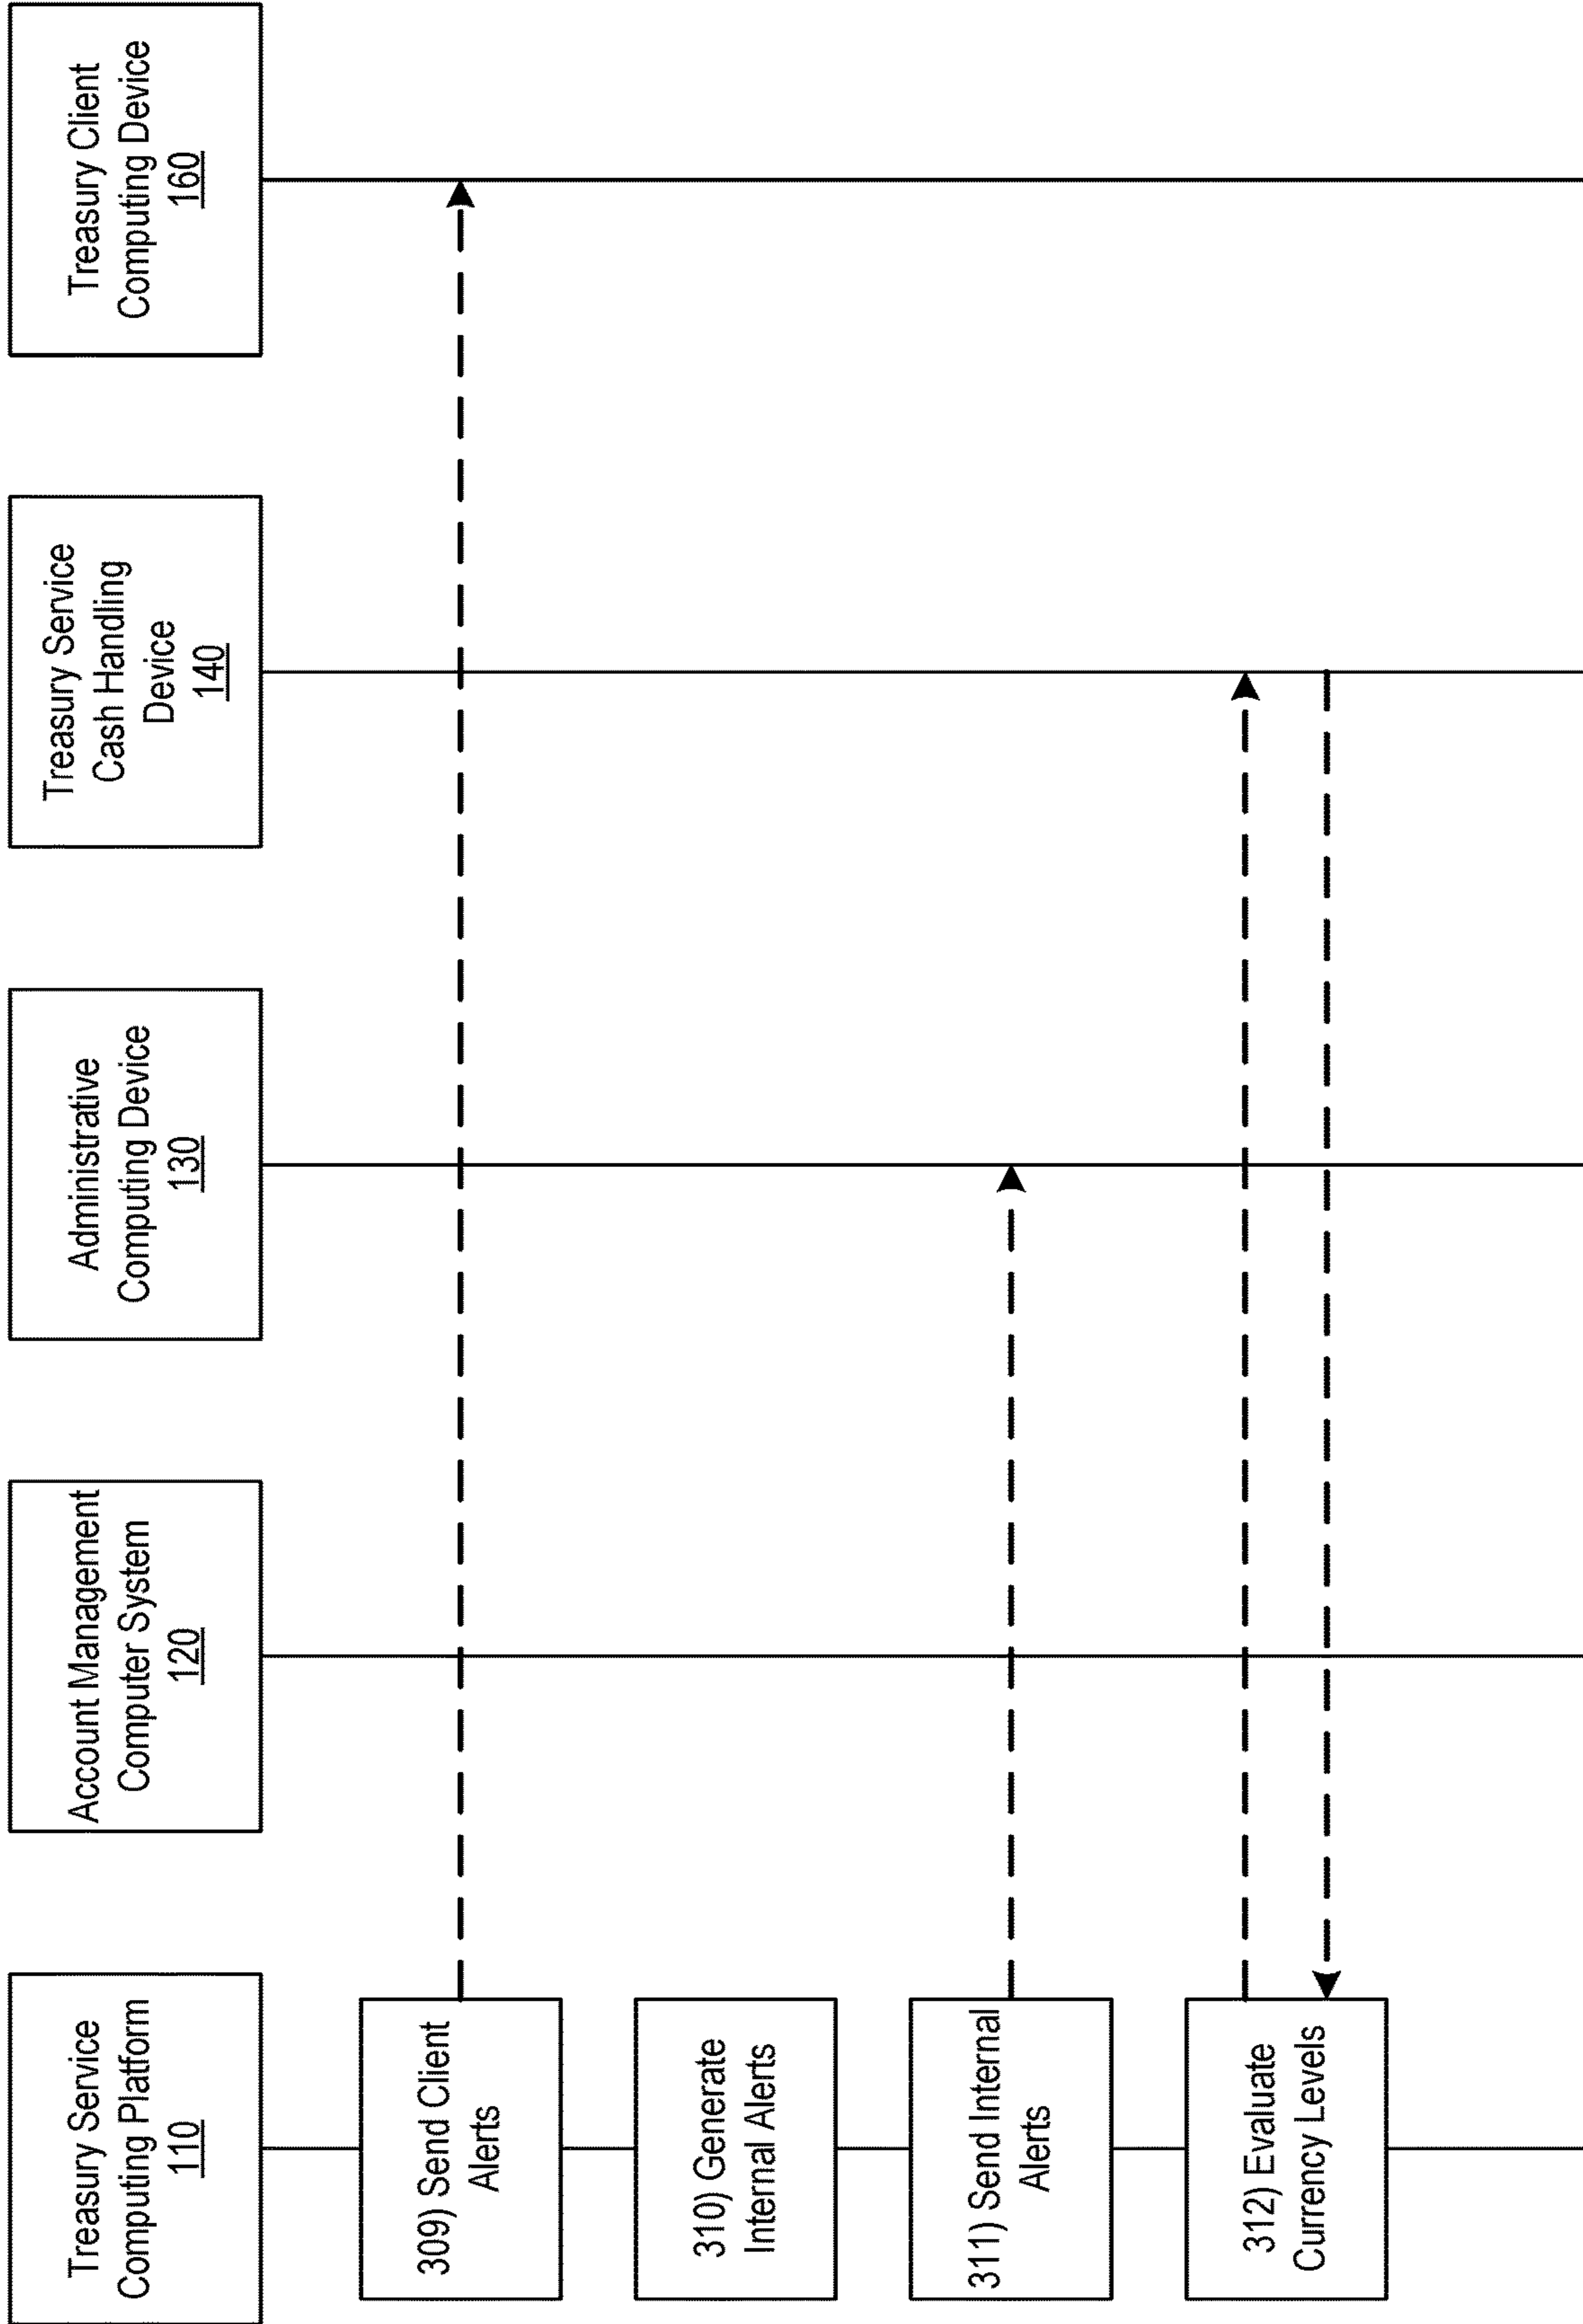 Treasury Service
Computing Platform
110
Account Management
Computer System
120
Administrative
Computing Device
130
Treasury Service
Cash Handling
Device
140
Treasury Client
Computing Device
160
309) Send Client
Alerts
310) Generate
Internal Alerts
311) Send Internal
Alerts
312) Evaluate
Currency Levels